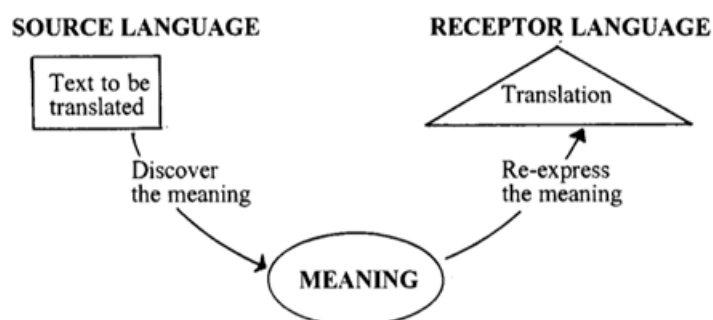 SOURCE LANGUAGE
RECEPTOR LANGUAGE
Text to be
translated
Translation
Discover
the meaning
Re-express
the meaning
MEANING